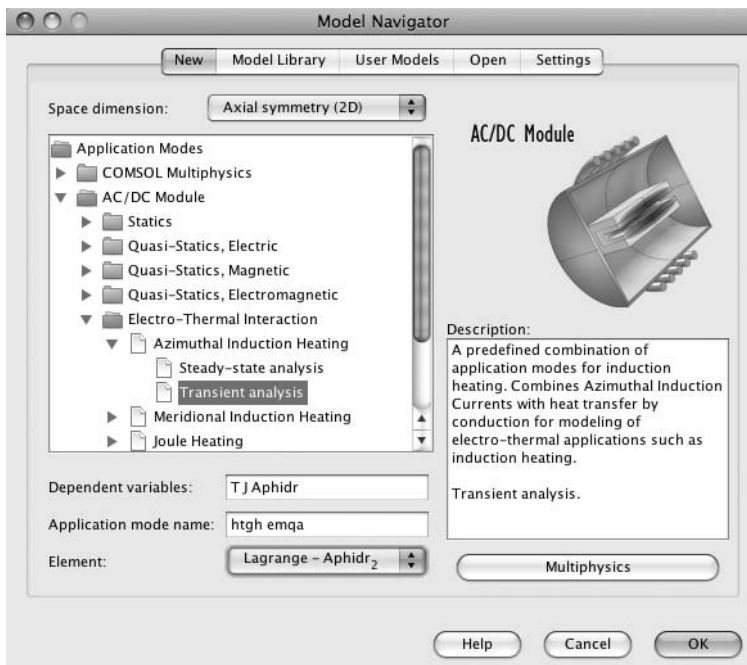 Model Navigator
New Model Library User Models Open Settings
Space dimension: Axial symmetry (2D)
Application Modes
COMSOL Multiphysics
AC/DC Module
Statics
Quasi-Statics, Electric
Quasi-Statics, Magnetic
Quasi-Statics, Electromagnetic
Electro-Thermal Interaction
Azimuthal Induction Heating
Steady-state analysis
Transient analysis
Meridional Induction Heating
Joule Heating
Dependent variables: T J Aphidr
Application mode name: htgh emqa
Element: Lagrange - Aphidr2
AC/DC Module
Description:
A predefined combination of
application modes for induction
heating. Combines Azimuthal Induction
Currents with heat transfer by
conduction for modeling of
electro-thermal applications such as
induction heating.
Transient analysis.
Multiphysics
Help Cancel OK